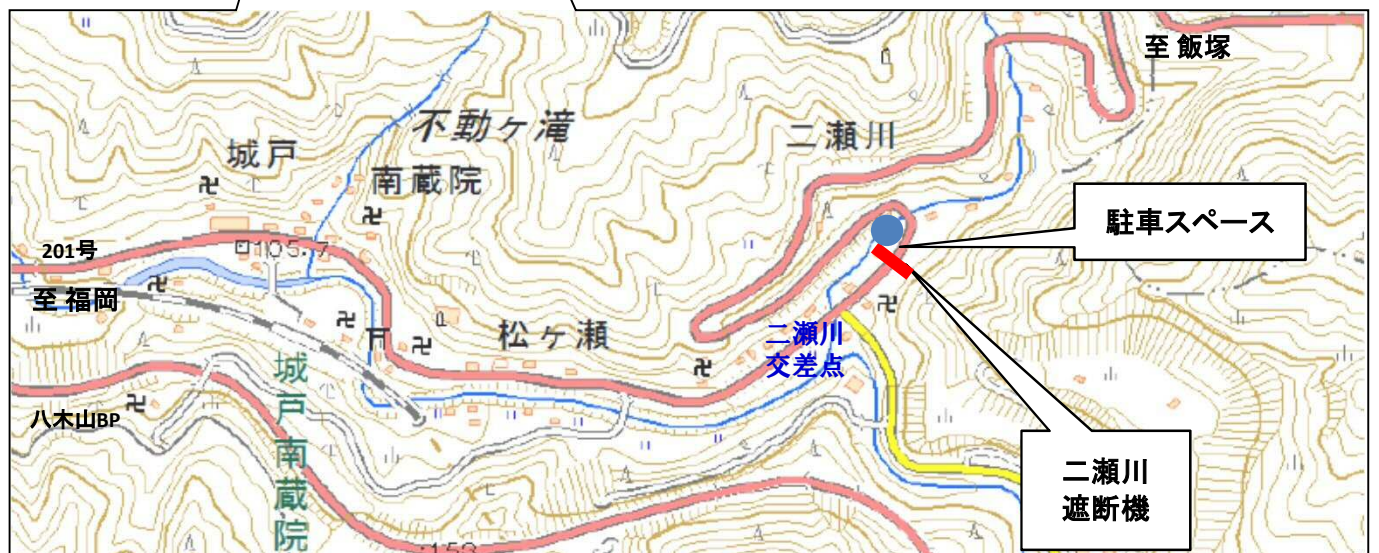 至 飯塚
不動ヶ滝
二瀬川
城戸
南蔵院
駐車スペース
201号
105.7
至 福岡
松ヶ瀬
二瀬川
交差点
城戸南蔵院
八木山BP
二瀬川
遮断機